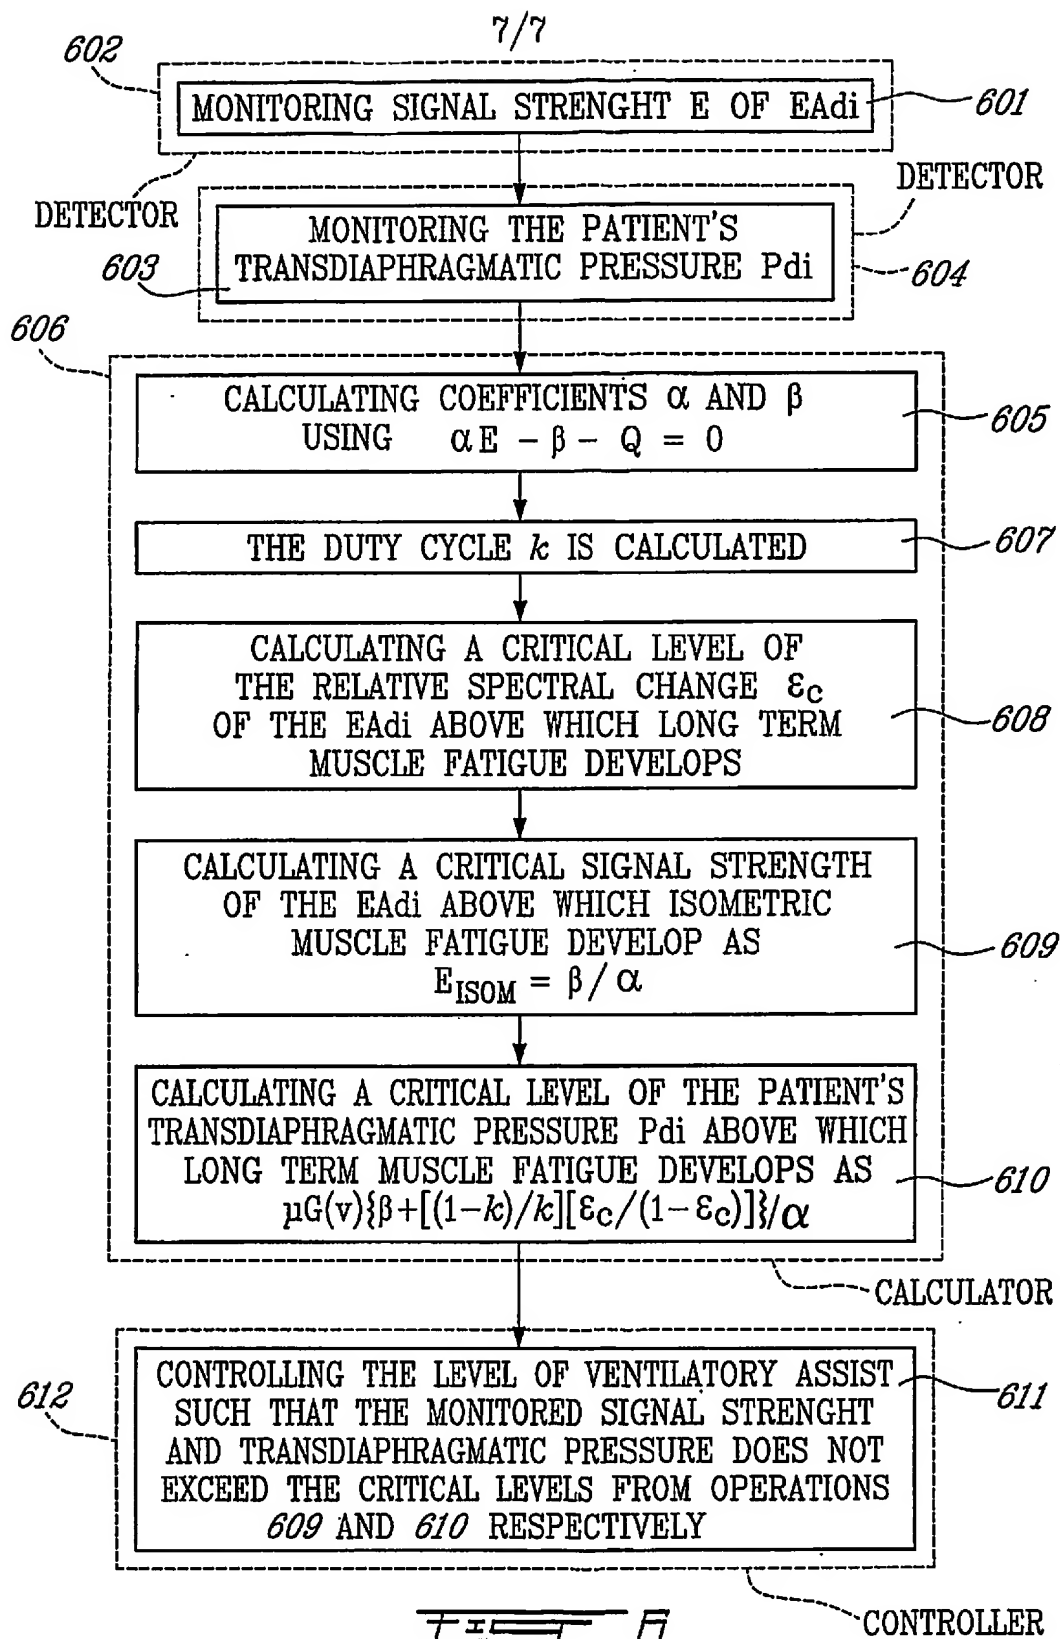 7/7
602
MONITORING SIGNAL STRENGHT E OF EAdi
601
DETECTOR
DETECTOR
MONITORING THE PATIENT'S
TRANSDIAPHRAGMATIC PRESSURE Pdi
603
604
606
CALCULATING COEFFICIENTS α AND β
USING αE - β - Q = 0
605
THE DUTY CYCLE k IS CALCULATED
607
CALCULATING A CRITICAL LEVEL OF
THE RELATIVE SPECTRAL CHANGE εc
OF THE EAdi ABOVE WHICH LONG TERM
MUSCLE FATIGUE DEVELOPS
608
CALCULATING A CRITICAL SIGNAL STRENGTH
OF THE EAdi ABOVE WHICH ISOMETRIC
MUSCLE FATIGUE DEVELOP AS
E_ISOM = β/α
609
CALCULATING A CRITICAL LEVEL OF THE PATIENT'S
TRANSDIAPHRAGMATIC PRESSURE Pdi ABOVE WHICH
LONG TERM MUSCLE FATIGUE DEVELOPS AS
μG(v){β+[(1-k)/k][εc/(1-εc)]}/α
610
CALCULATOR
612
CONTROLLING THE LEVEL OF VENTILATORY ASSIST
SUCH THAT THE MONITORED SIGNAL STRENGHT
AND TRANSDIAPHRAGMATIC PRESSURE DOES NOT
EXCEED THE CRITICAL LEVELS FROM OPERATIONS
609 AND 610 RESPECTIVELY
611
CONTROLLER